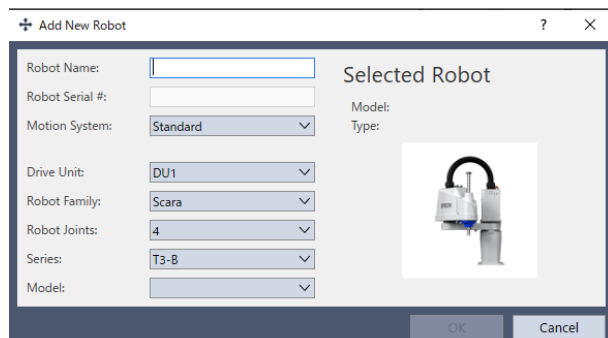 Add New Robot ?
Robot Name:
Robot Serial #:
Motion System: Standard
Drive Unit: DU1
Robot Family: Scara
Robot Joints: 4
Series: T3-B
Model:
Selected Robot
Model:
Type:
EPSON
OK Cancel